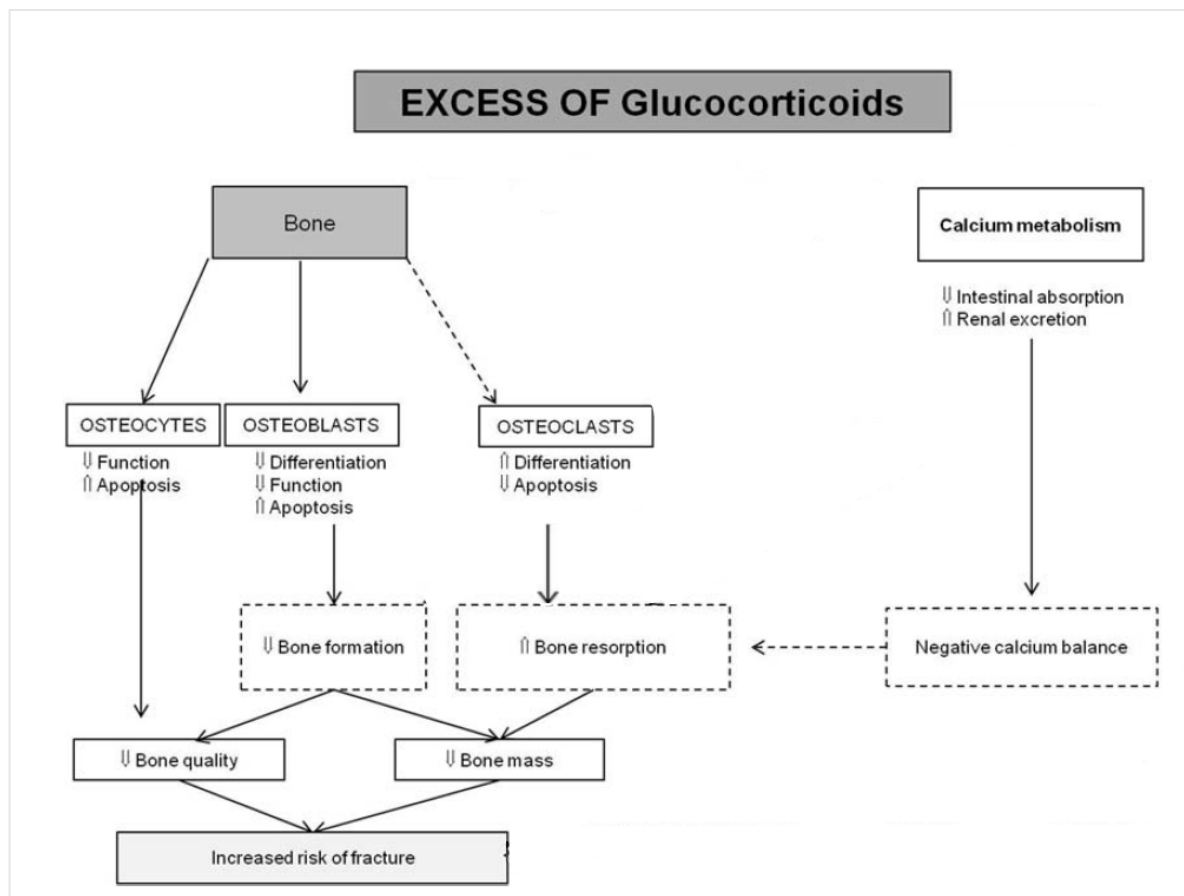 EXCESS OF Glucocorticoids
Bone
Calcium metabolism
⇓ Intestinal absorption
⇑ Renal excretion
OSTEOCYTES
⇓ Function
⇑ Apoptosis
OSTEOBLASTS
⇓ Differentiation
⇓ Function
⇑ Apoptosis
OSTEOCLASTS
⇑ Differentiation
⇓ Apoptosis
⇓ Bone formation
⇑ Bone resorption
Negative calcium balance
⇓ Bone quality
⇓ Bone mass
Increased risk of fracture